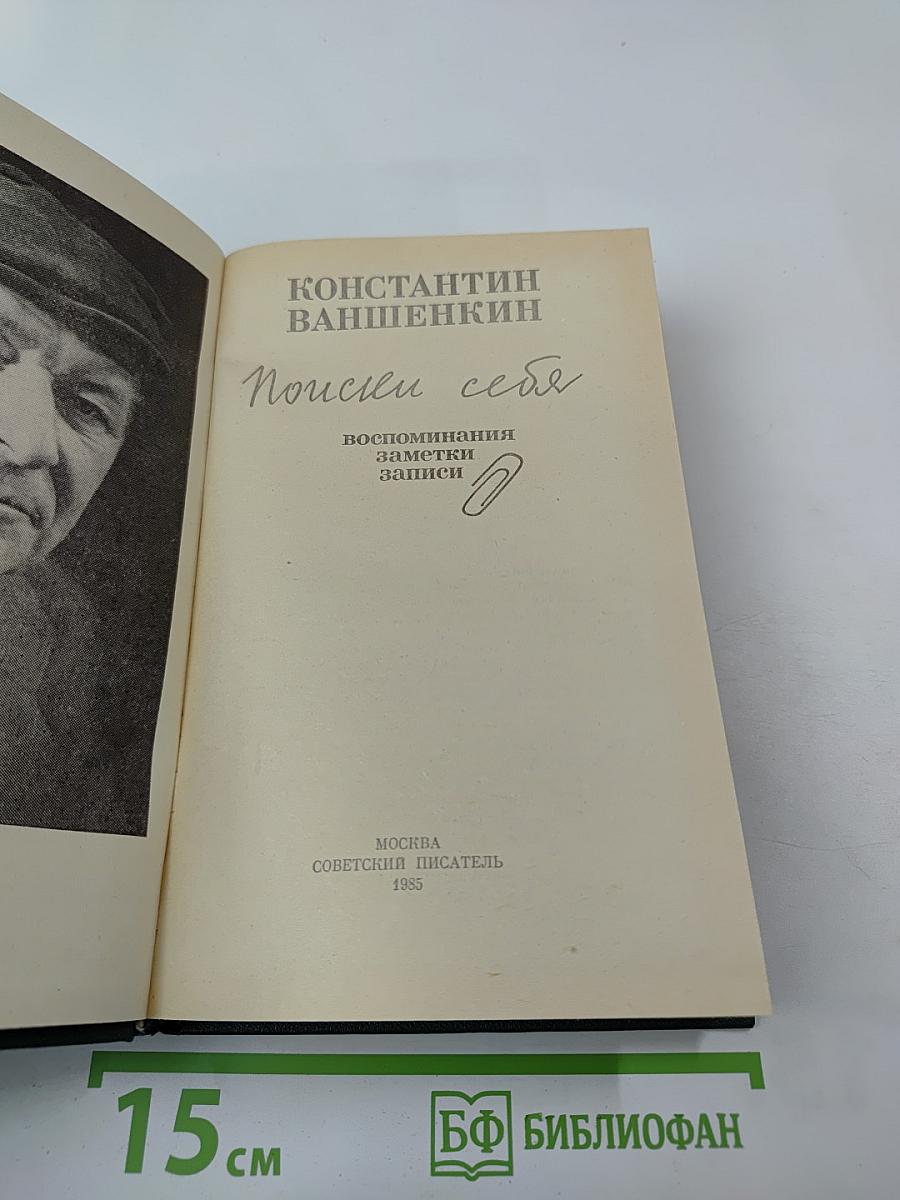 КОНСТАНТИН
ВАНШЕНКИН
Поиски себя
воспоминания
заметки
записи
МОСКВА
СОВЕТСКИЙ ПИСАТЕЛЬ
1985
15 см
БФ БИБЛИОФАН